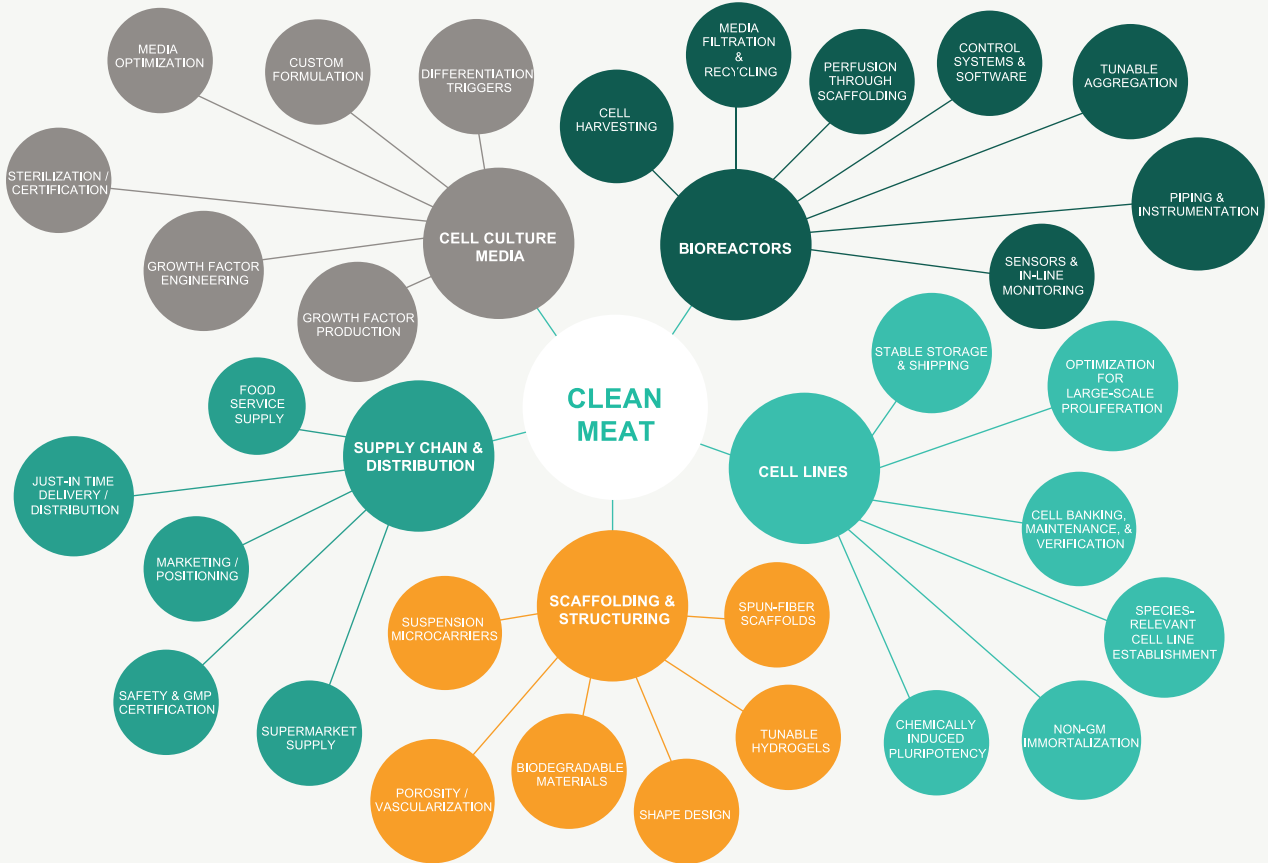 MEDIA
OPTIMIZATION
CUSTOM
FORMULATION
DIFFERENTIATION
TRIGGERS
STERILIZATION /
CERTIFICATION
GROWTH FACTOR
ENGINEERING
GROWTH FACTOR
PRODUCTION
CELL CULTURE
MEDIA
MEDIA
FILTRATION
&
RECYCLING
CELL
HARVESTING
PERFUSION
THROUGH
SCAFFOLDING
CONTROL
SYSTEMS &
SOFTWARE
TUNABLE
AGGREGATION
PIPING &
INSTRUMENTATION
SENSORS &
IN-LINE
MONITORING
BIOREACTORS
CLEAN
MEAT
FOOD
SERVICE
SUPPLY
JUST-IN TIME
DELIVERY /
DISTRIBUTION
MARKETING /
POSITIONING
SAFETY & GMP
CERTIFICATION
SUPERMARKET
SUPPLY
SUPPLY CHAIN &
DISTRIBUTION
STABLE STORAGE
& SHIPPING
OPTIMIZATION
FOR
LARGE-SCALE
PROLIFERATION
CELL LINES
CELL BANKING,
MAINTENANCE, &
VERIFICATION
SPECIES-
RELEVANT
CELL LINE
ESTABLISHMENT
NON-GM
IMMORTALIZATION
CHEMICALLY
INDUCED
PLURIPOTENCY
SCAFFOLDING &
STRUCTURING
SUSPENSION
MICROCARRIERS
SPUN-FIBER
SCAFFOLDS
POROSITY /
VASCULARIZATION
BIODEGRADABLE
MATERIALS
SHAPE DESIGN
TUNABLE
HYDROGELS